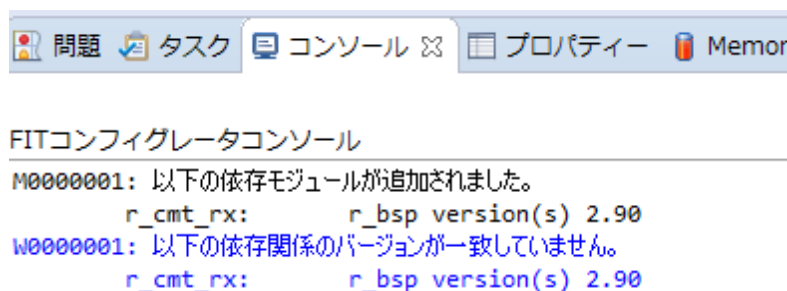 問題 タスク コンソール プロパティー Memor
FITコンフィグレータコンソール
M0000001: 以下の依存モジュールが追加されました。
r_cmt_rx: r_bsp version(s) 2.90
W0000001: 以下の依存関係のバージョンが一致していません。
r_cmt_rx: r_bsp version(s) 2.90